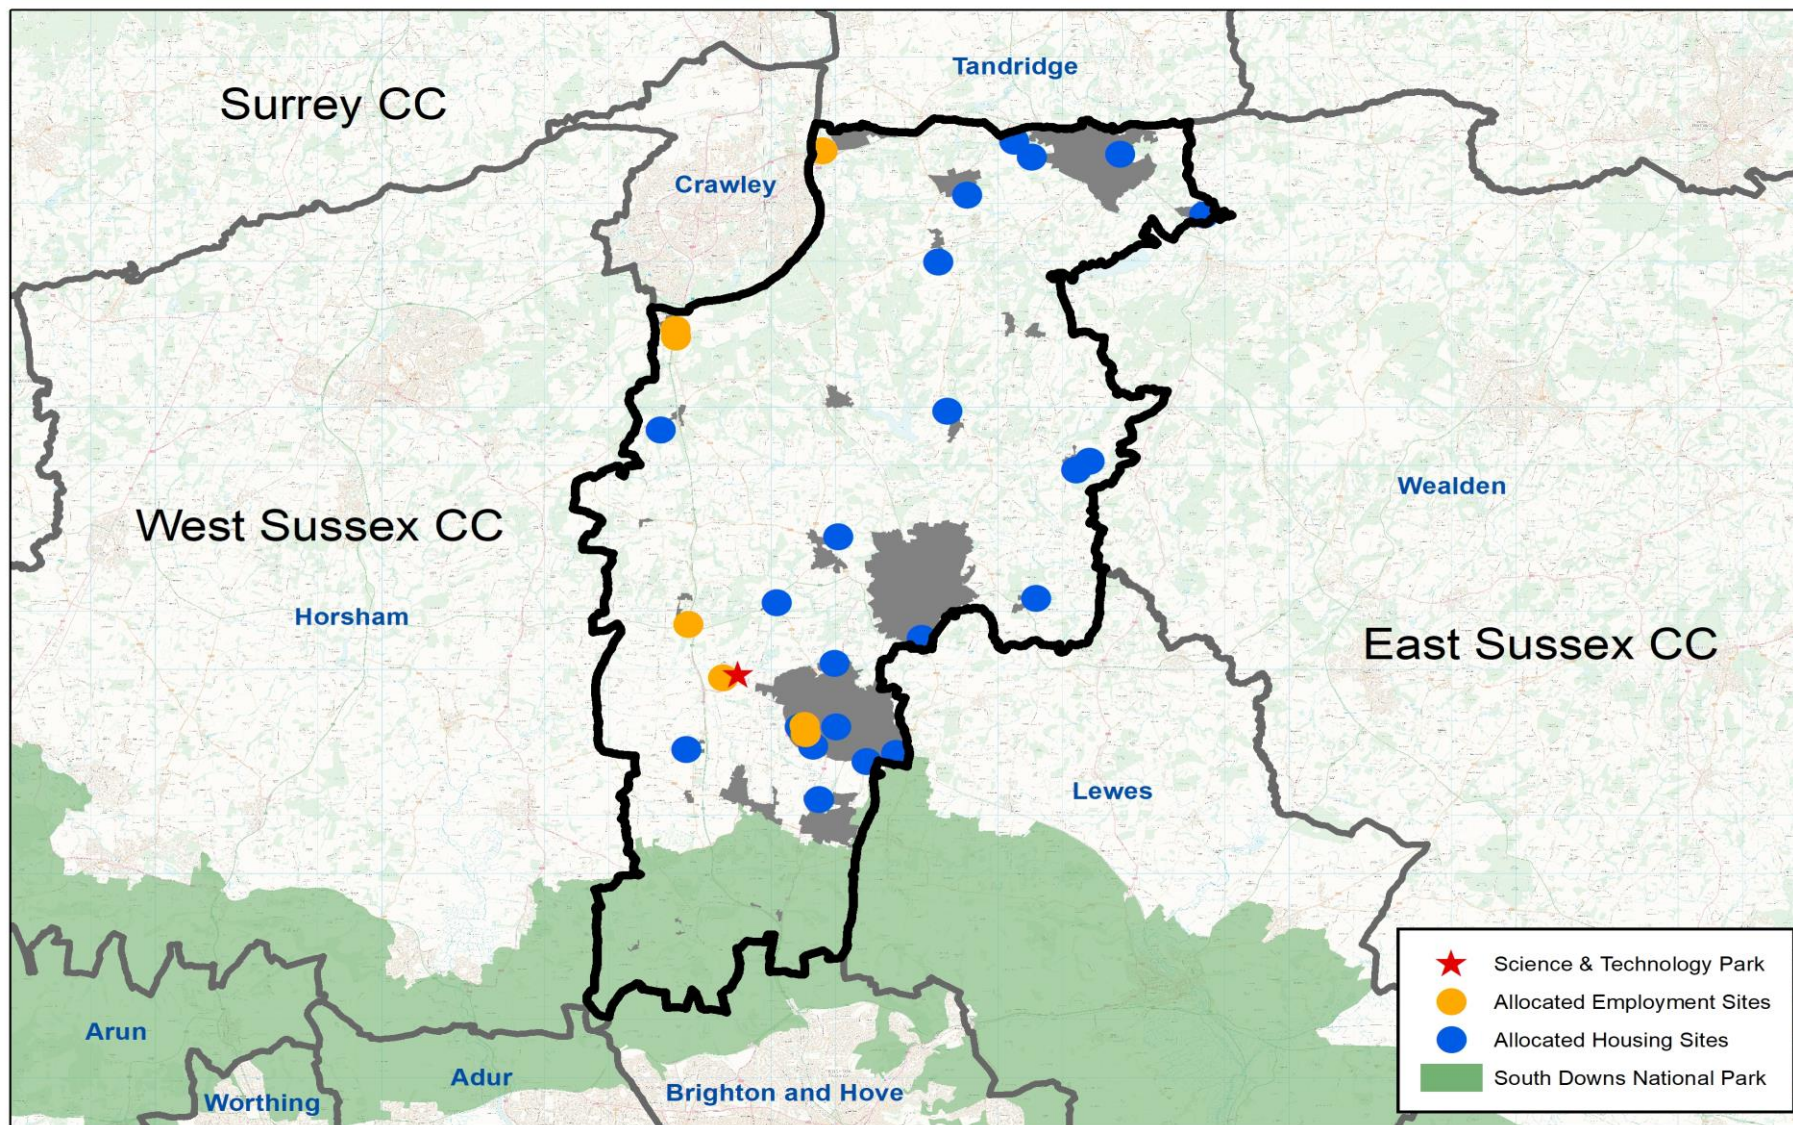 Tandridge
Surrey CC
Crawley
Wealden
West Sussex CC
Horsham
East Sussex CC
Lewes
Science & Technology Park
Allocated Employment Sites
Allocated Housing Sites
South Downs National Park
Arun
Adur
Brighton and Hove
Worthing